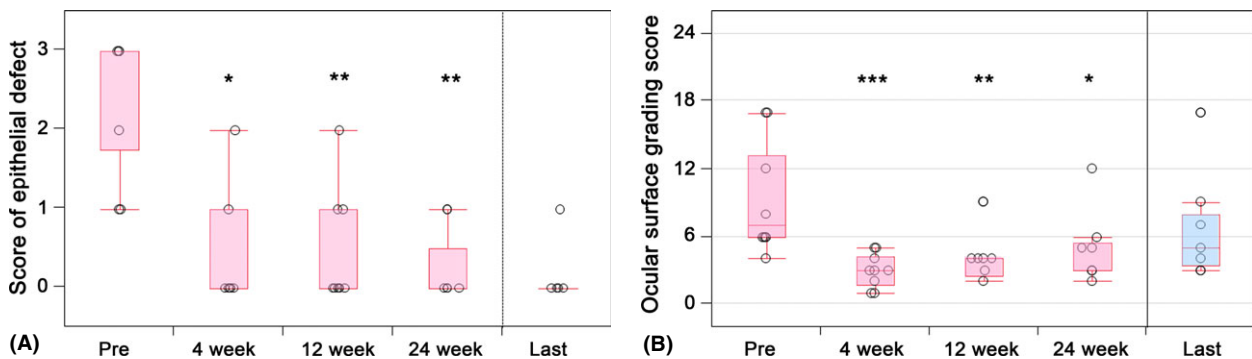 Score of epithelial defect
3
2
1
0
* ** **
(A) Pre 4 week 12 week 24 week Last
Ocular surface grading score
24
18
12
6
0
*** ** *
(B) Pre 4 week 12 week 24 week Last